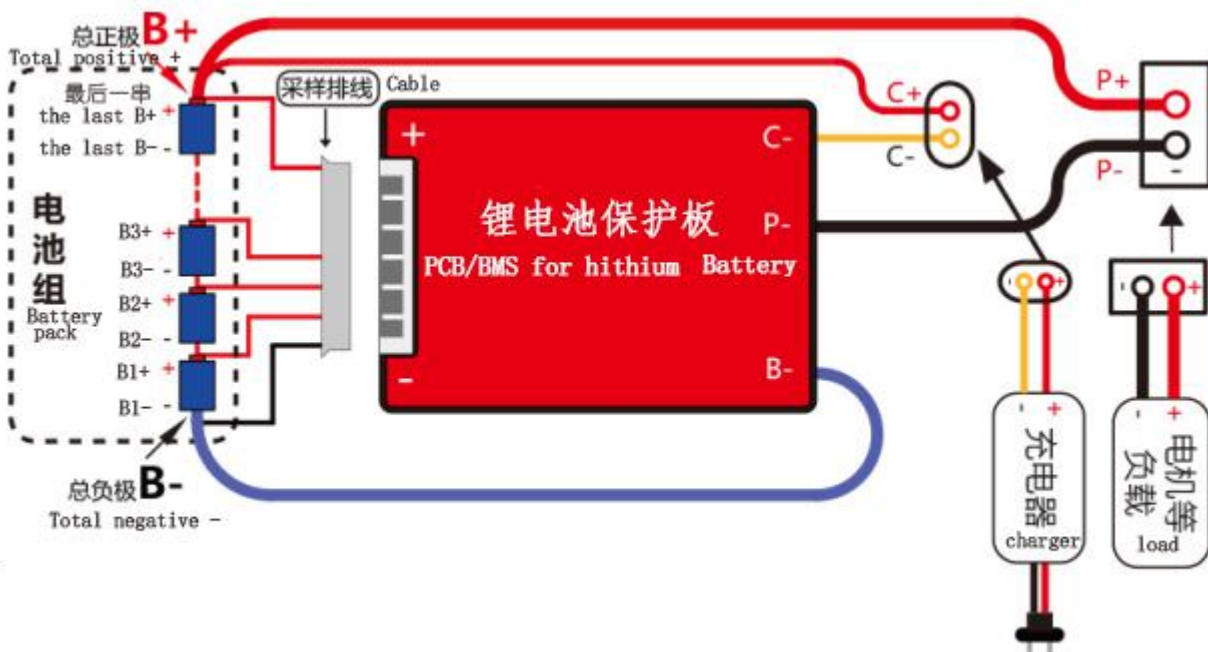 总正极B+
Total positive +
最后一串
the last B+ +
the last B- -
电池组
Battery pack
B3+ +
B3- -
B2+ +
B2- -
B1+ +
B1- -
总负极B-
Total negative -
采样排线 Cable
+
-
锂电池保护板
PCB/BMS for hithium Battery
C-
P-
B-
C+
C-
P+
P-
-
- +
- +
充电器
charger
- +
- +
电机等
负载
load